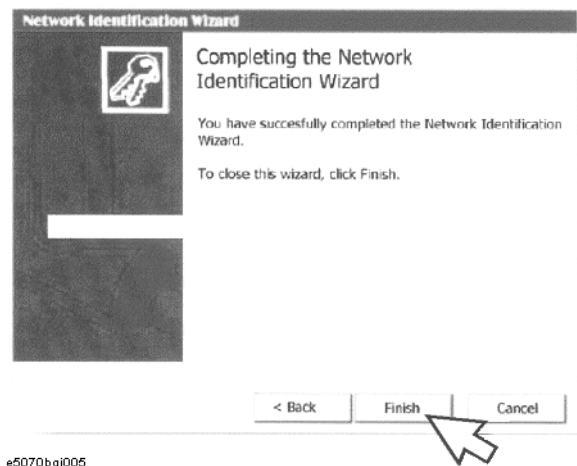 Network Identification Wizard
Completing the Network
Identification Wizard
You have succesfully completed the Network Identification
Wizard.
To close this wizard, click Finish.
< Back
Finish
Cancel
e5070bai005